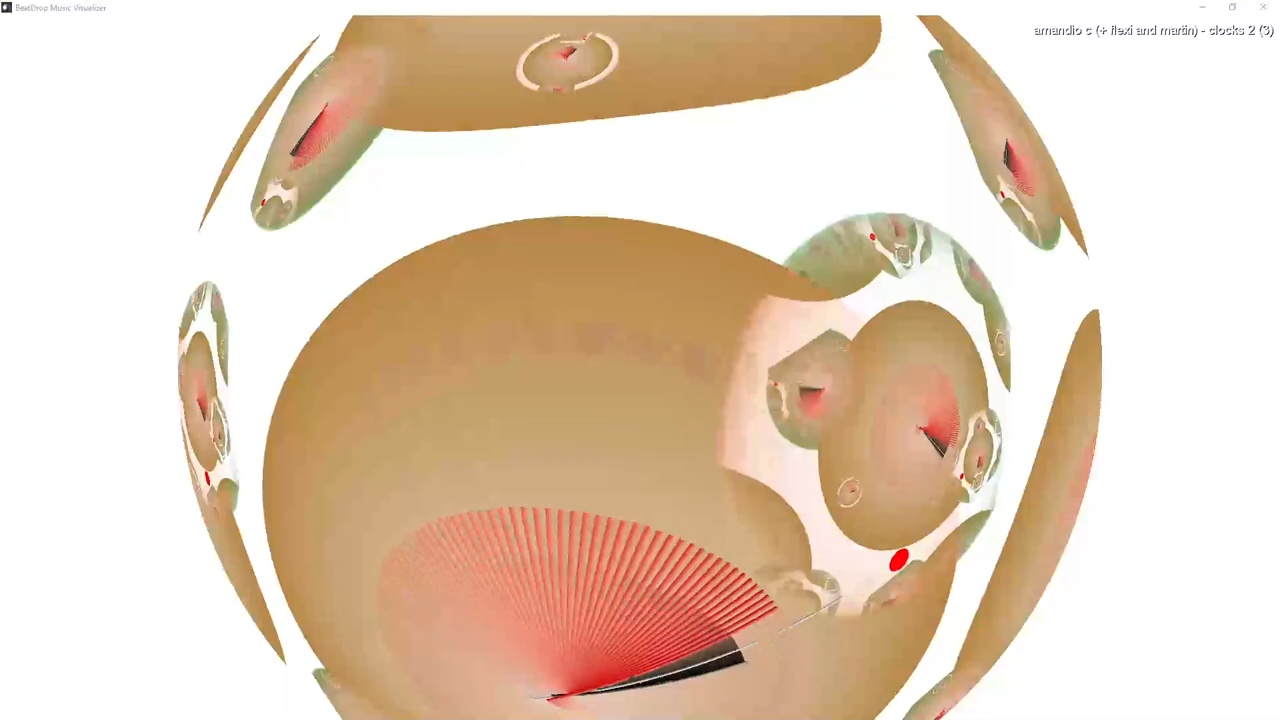 BeatDrop Music Visualizer
amandio c (+ flexi and martin) - clocks 2 (3)